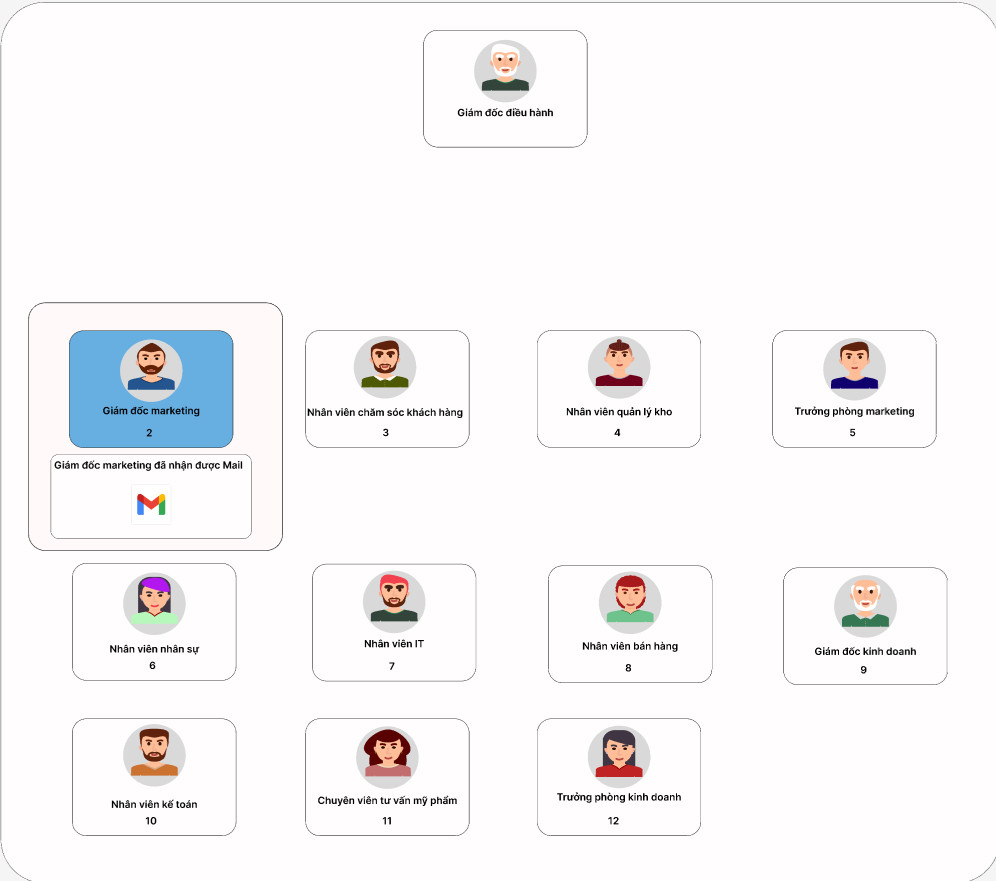 Giám đốc điều hành
Giám đốc marketing
2
Nhân viên chăm sóc khách hàng
3
Nhân viên quản lý kho
4
Trưởng phòng marketing
5
Giám đốc marketing đã nhận được Mail
Nhân viên nhân sự
6
Nhân viên IT
7
Nhân viên bán hàng
8
Giám đốc kinh doanh
9
Nhân viên kế toán
10
Chuyên viên tư vấn mỹ phẩm
11
Trưởng phòng kinh doanh
12